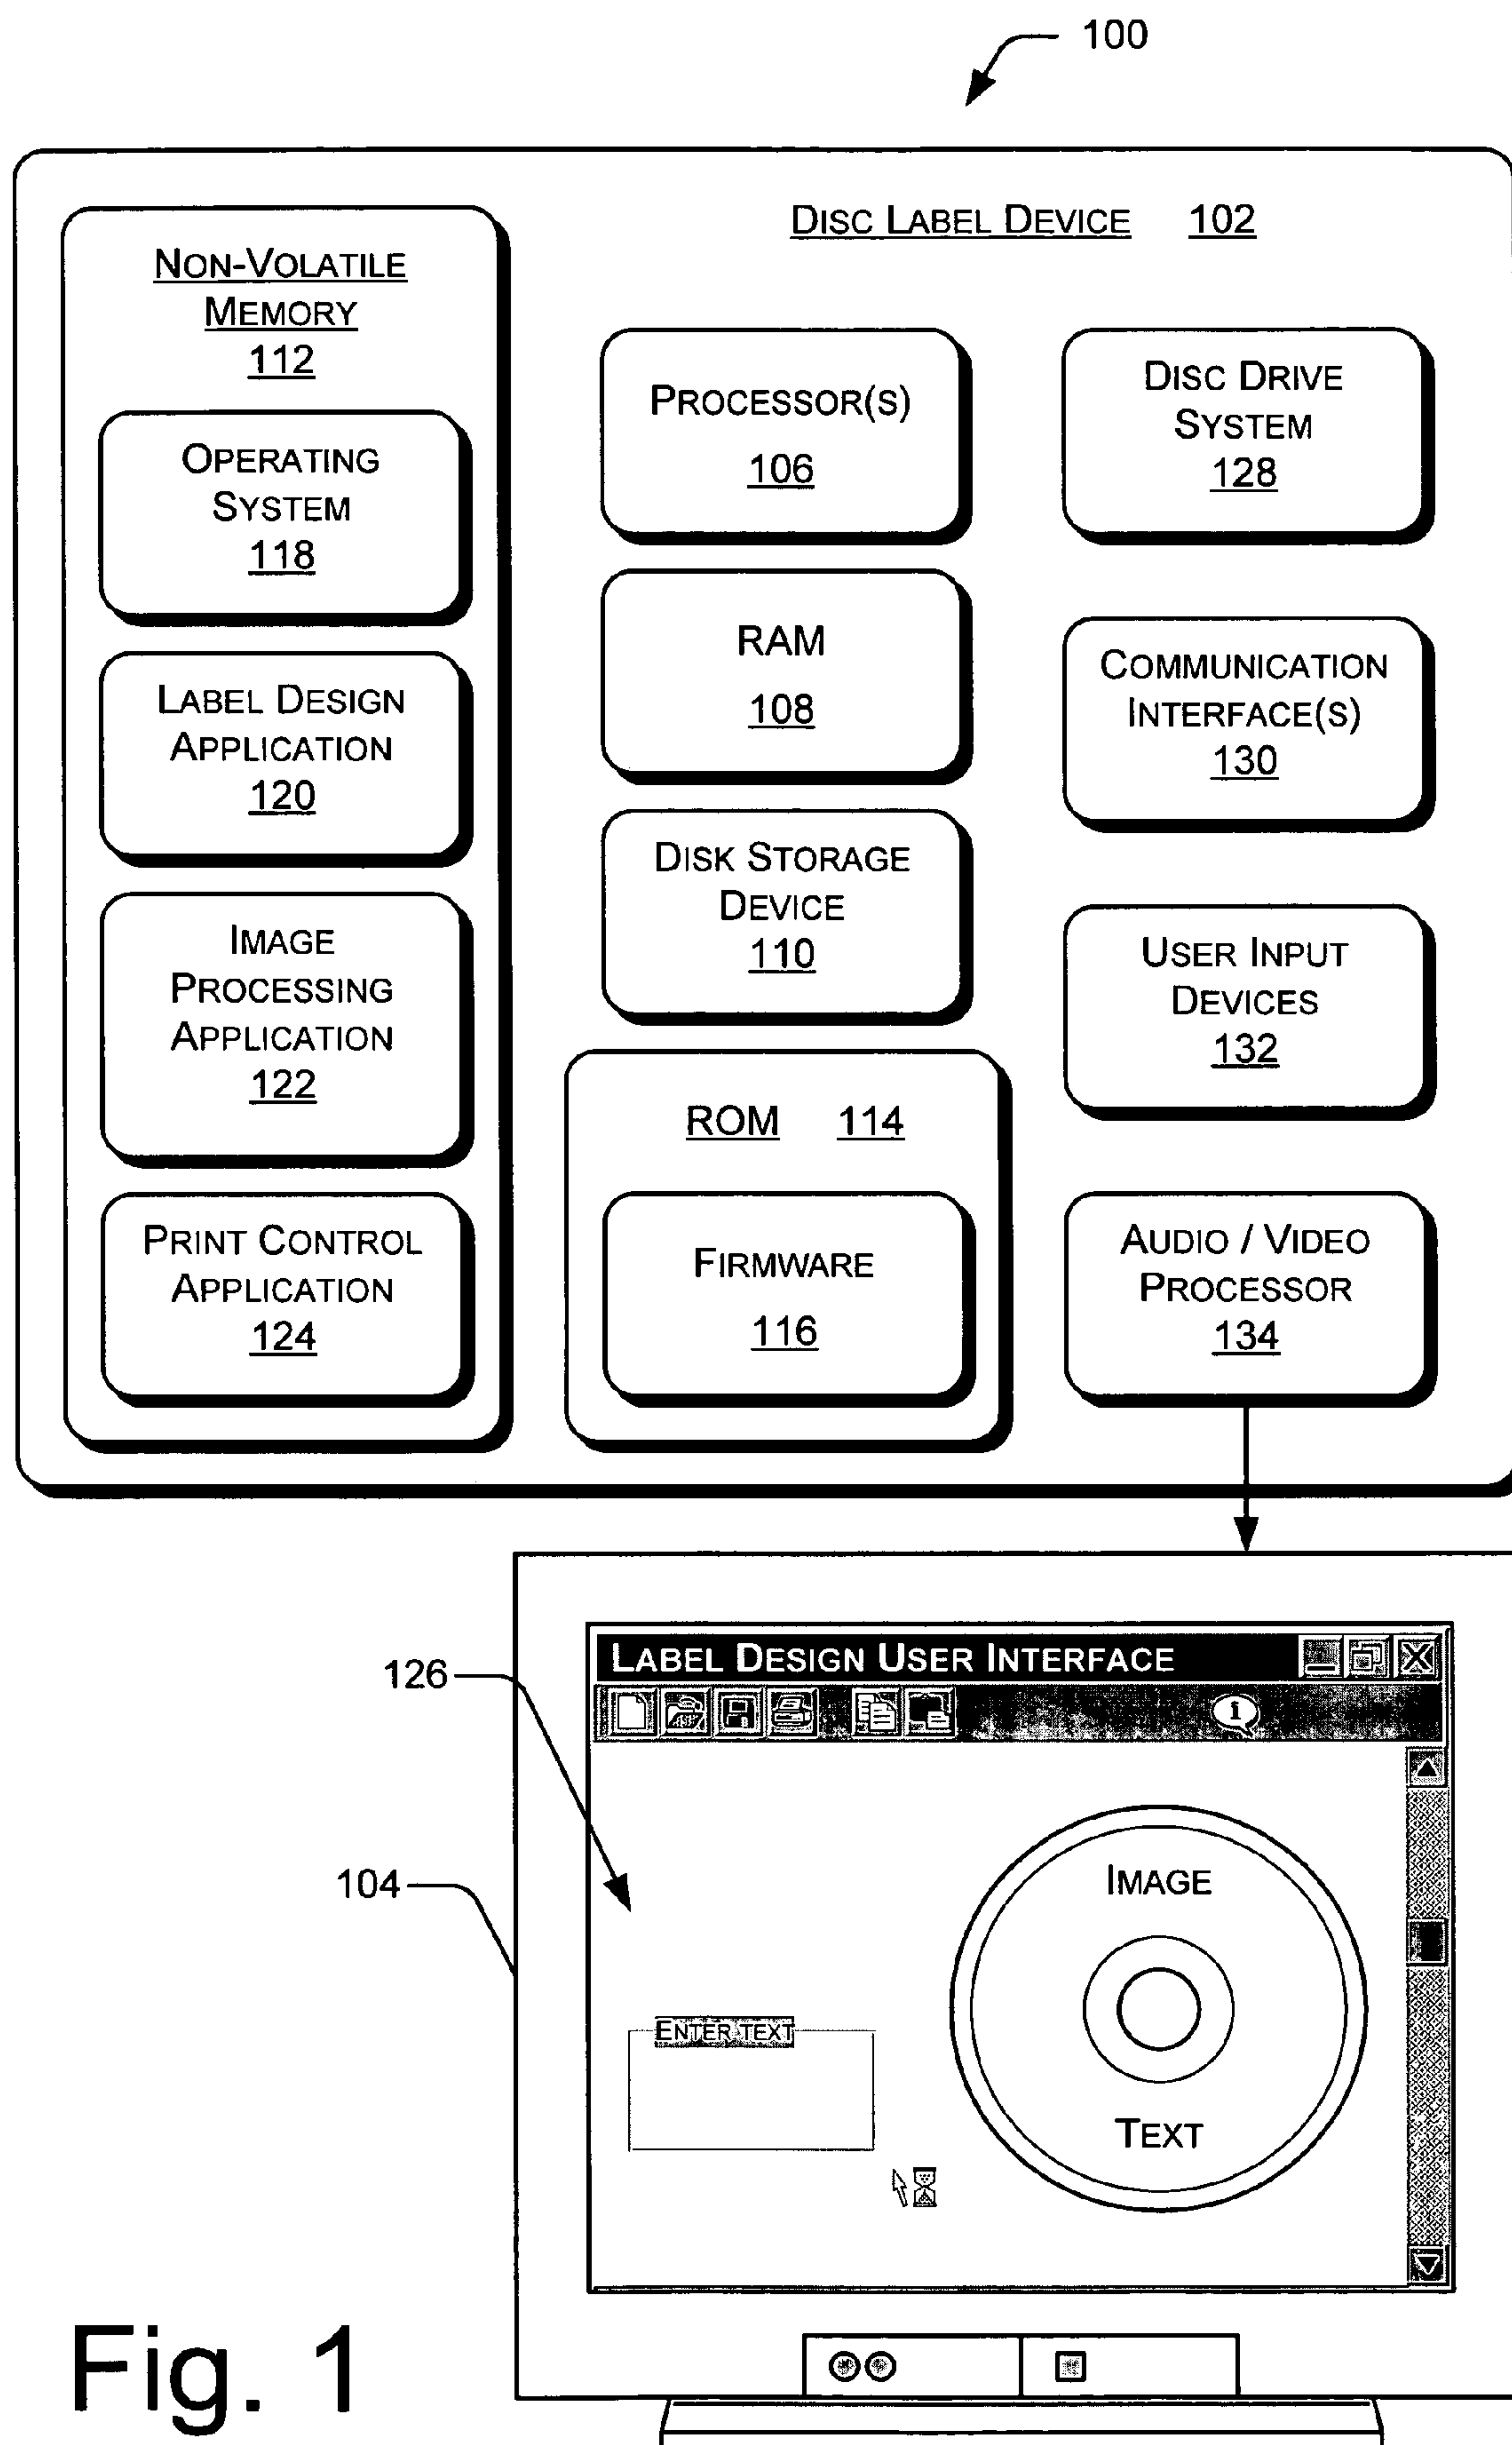 100
DISC LABEL DEVICE 102
NON-VOLATILE
MEMORY
112
OPERATING
SYSTEM
118
LABEL DESIGN
APPLICATION
120
IMAGE
PROCESSING
APPLICATION
122
PRINT CONTROL
APPLICATION
124
PROCESSOR(S)
106
RAM
108
DISK STORAGE
DEVICE
110
ROM 114
FIRMWARE
116
DISC DRIVE
SYSTEM
128
COMMUNICATION
INTERFACE(S)
130
USER INPUT
DEVICES
132
AUDIO / VIDEO
PROCESSOR
134
126
104
LABEL DESIGN USER INTERFACE
i
IMAGE
ENTER TEXT
TEXT
Fig. 1